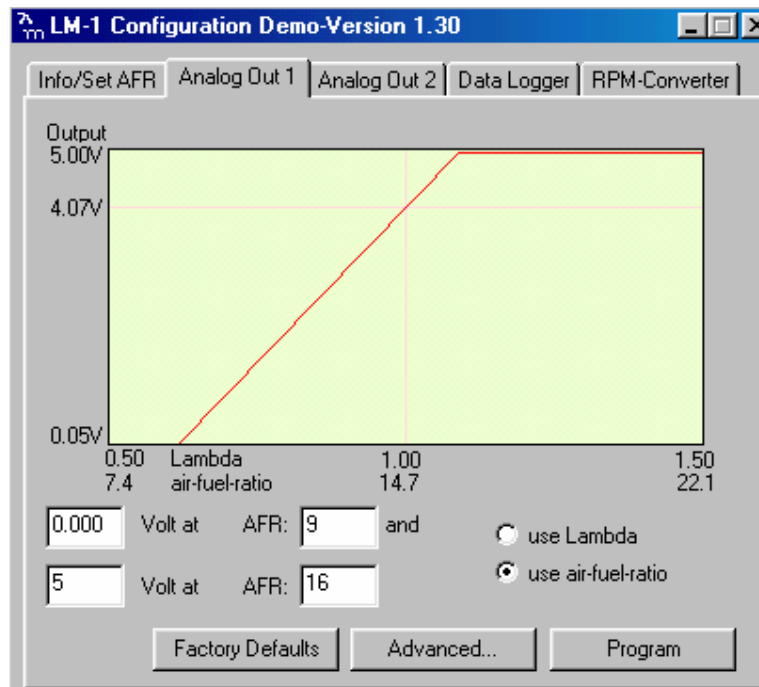 LM-1 Configuration Demo-Version 1.30
Info/Set AFR Analog Out 1 Analog Out 2 Data Logger RPM-Converter
Output
5.00V
4.07V
0.05V
0.50 Lambda 1.00 1.50
7.4 air-fuel-ratio 14.7 22.1
0.000 Volt at AFR: 9 and
use Lambda
5 Volt at AFR: 16
use air-fuel-ratio
Factory Defaults Advanced... Program